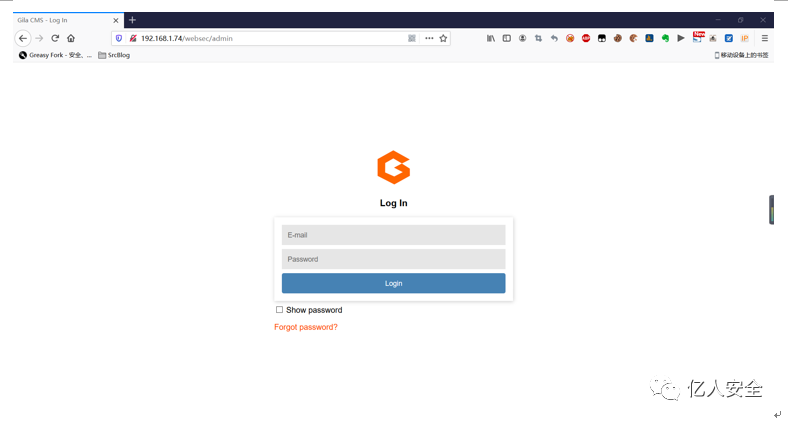 Gila CMS - Log In
192.168.1.74/websec/admin
New
Greasy Fork - 安全、... SrcBlog 移动设备上的书签
Log In
E-mail
Password
Login
Show password
Forgot password?
亿人安全